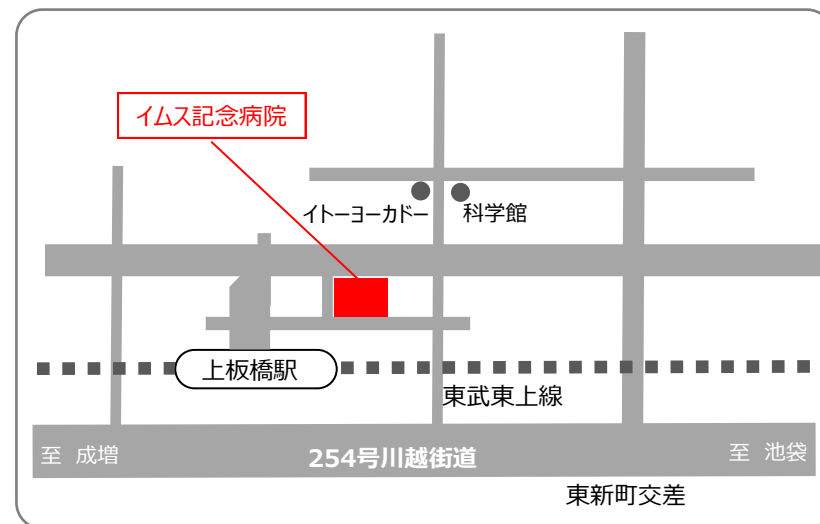 イムス記念病院
イトーヨーカドー
科学館
上板橋駅
東武東上線
至 成増
254号川越街道
至 池袋
東新町交差